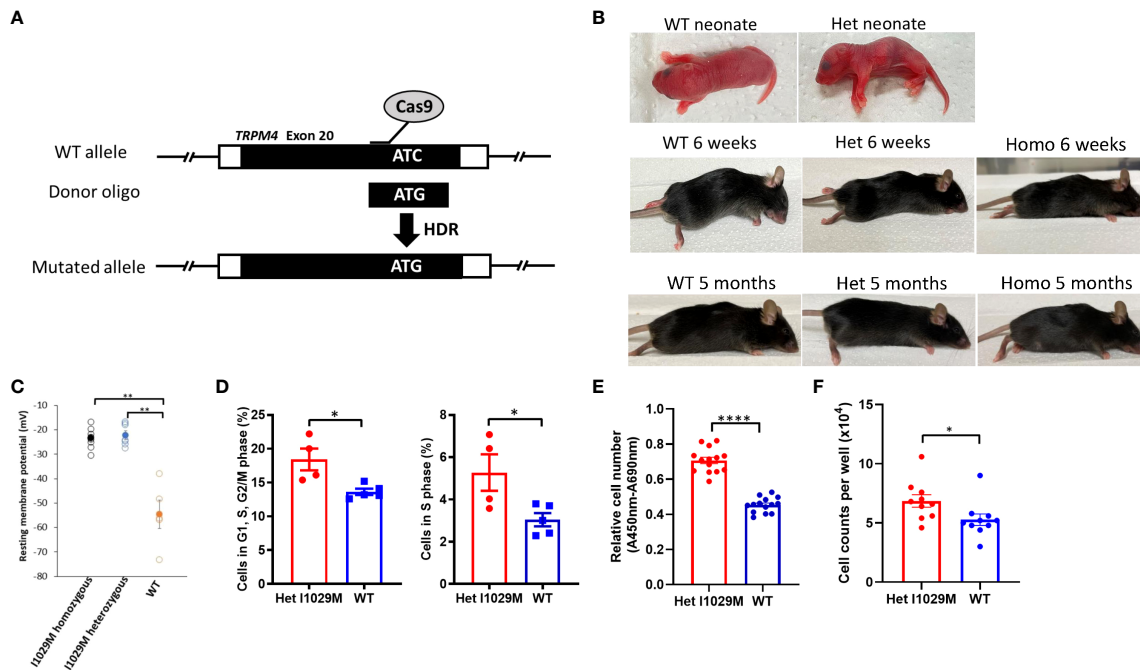 A
Cas9
TRPM4 Exon 20
WT allele
ATC
Donor oligo
ATG
HDR
Mutated allele
ATG
B
WT neonate
Het neonate
WT 6 weeks
Het 6 weeks
Homo 6 weeks
WT 5 months
Het 5 months
Homo 5 months
C
Resting membrane potential (mV)
-10
-20
-30
-40
-50
-60
-70
-80
**
**
I1029M homozygous
I1029M heterozygous
WT
D
Cells in G1, S, G2/M phase (%)
25
20
15
10
5
0
*
Het I1029M
WT
Cells in S phase (%)
8
6
4
2
0
*
Het I1029M
WT
E
Relative cell number
(A450nm-A690nm)
1.0
0.8
0.6
0.4
0.2
0.0
****
Het I1029M
WT
F
Cell counts per well (x10⁴)
15
10
5
0
*
Het I1029M
WT